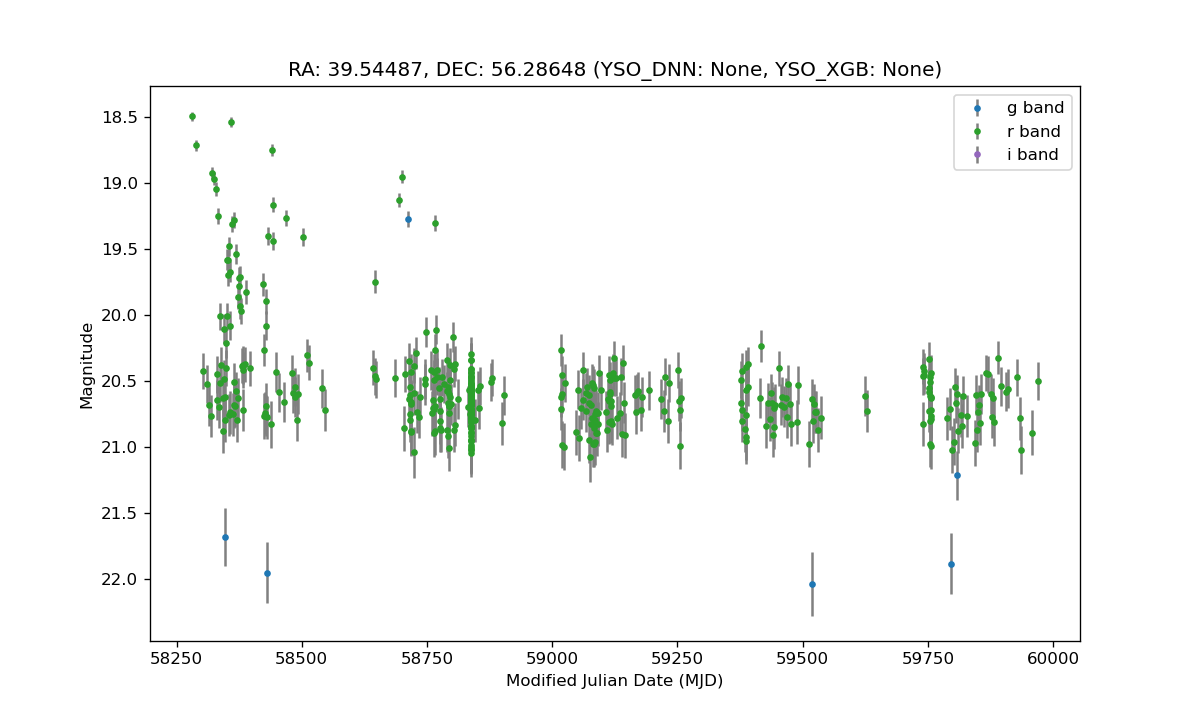 RA: 39.54487, DEC: 56.28648 (YSO_DNN: None, YSO_XGB: None)
g band
r band
i band
18.5
19.0
19.5
20.0
20.5
21.0
21.5
22.0
Magnitude
58250 58500 58750 59000 59250 59500 59750 60000
Modified Julian Date (MJD)